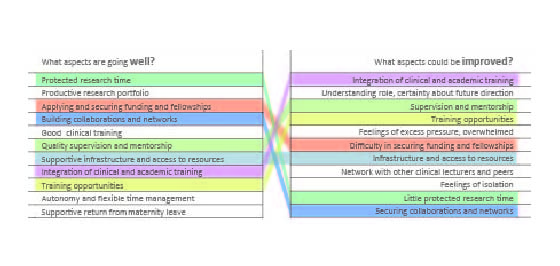 What aspects are going well?
Protected research time
Productive research portfolio
Applying and securing funding and fellowships
Building collaborations and networks
Good clinical training
Quality supervision and mentorship
Supportive infrastructure and access to resources
Integration of clinical and academic training
Training opportunities
Autonomy and flexible time management
Supportive return from maternity leave
What aspects could be improved?
Integration of clinical and academic training
Understanding role, certainty about future direction
Supervision and mentorship
Training opportunities
Feelings of excess pressure, overwhelmed
Difficulty in securing funding and fellowships
Infrastructure and access to resources
Network with other clinical lecturers and peers
Feelings of isolation
Little protected research time
Securing collaborations and networks